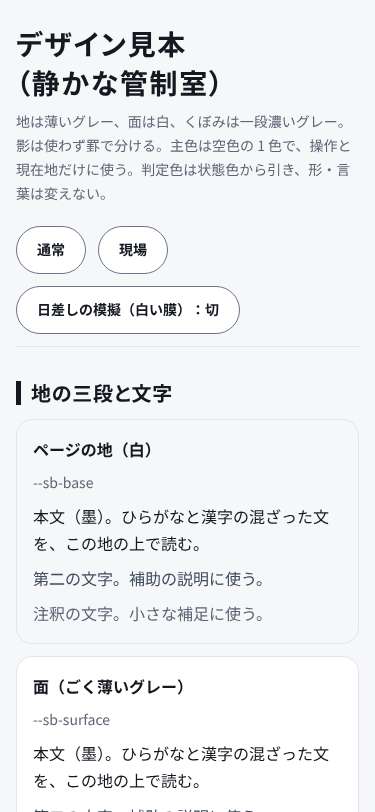 デザイン見本
（静かな管制室）
地は薄いグレー、面は白、くぼみは一段濃いグレー。
影は使わず罫で分ける。主色は空色の 1 色で、操作と
現在地だけに使う。判定色は状態色から引き、形・言
葉は変えない。
通常
現場
日差しの模擬（白い膜）：切
地の三段と文字
ページの地（白）
--sb-base
本文（墨）。ひらがなと漢字の混ざった文
を、この地の上で読む。
第二の文字。補助の説明に使う。
注釈の文字。小さな補足に使う。
面（ごく薄いグレー）
--sb-surface
本文（墨）。ひらがなと漢字の混ざった文
を、この地の上で読む。